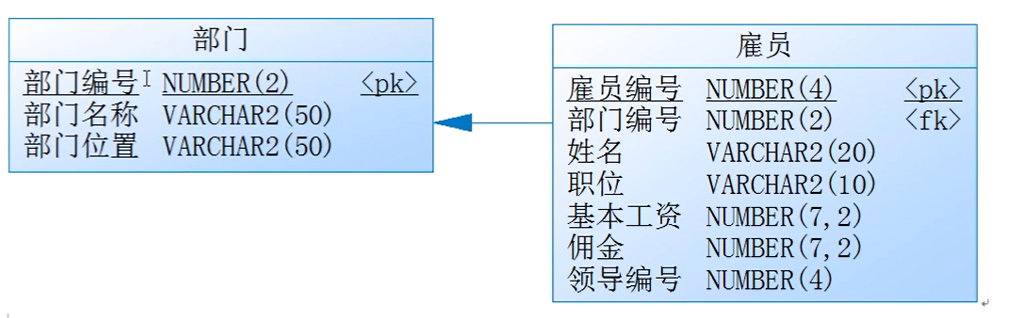 部门
部门编号 NUMBER(2) <pk>
部门名称 VARCHAR2(50)
部门位置 VARCHAR2(50)
雇员
雇员编号 NUMBER(4) <pk>
部门编号 NUMBER(2) <fk>
姓名 VARCHAR2(20)
职位 VARCHAR2(10)
基本工资 NUMBER(7,2)
佣金 NUMBER(7,2)
领导编号 NUMBER(4)